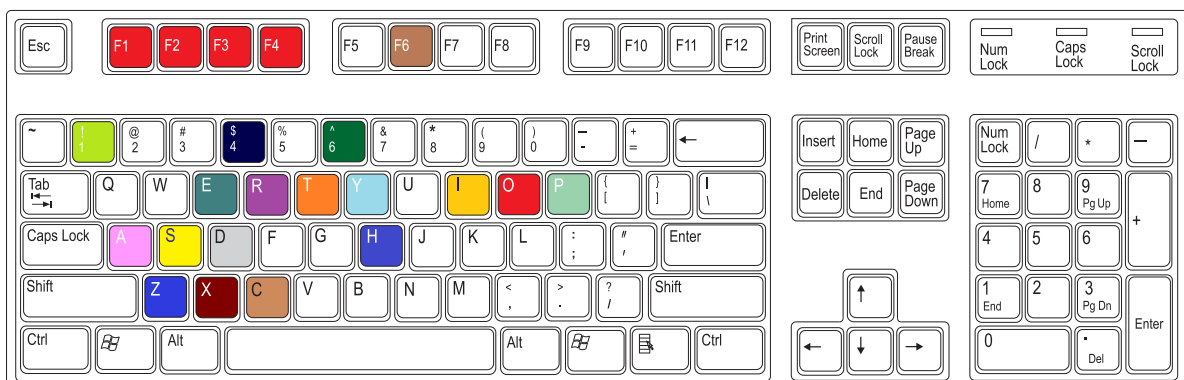 Esc F1 F2 F3 F4 F5 F6 F7 F8 F9 F10 F11 F12 Print Screen Scroll Lock Pause Break Num Lock Caps Lock Scroll Lock
~ ! 1 @ 2 # 3 $ 4 % 5 ^ 6 & 7 * 8 ( 9 ) 0 — - + = ← Insert Home Page Up Num Lock / * —
Tab Q W E R T Y U I O P { [ } ] | \ Delete End Page Down 7 Home 8 9 Pg Up +
Caps Lock A S D F G H J K L : ; " ' Enter 4 5 6
Shift Z X C V B N M < , > . ? / Shift ↑ 1 End 2 3 Pg Dn Enter
Ctrl Alt Alt Ctrl ← ↓ → 0 . Del